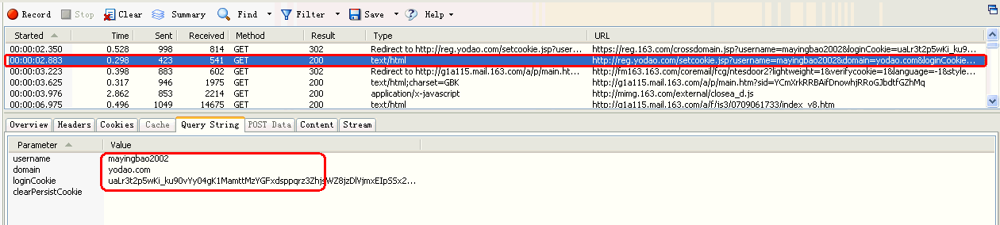 Record Stop Clear Summary Find Filter Save Help
Started Time Sent Received Method Result Type URL
00:00:02.350 0.528 998 814 GET 302 Redirect to http://reg.yodao.com/setcookie.jsp?user... https://reg.163.com/crossdomain.jsp?username=mayingbao2002&loginCookie=uaLr3t2p5wKi_ku9...
00:00:02.883 0.298 423 541 GET 200 text/html http://reg.yodao.com/setcookie.jsp?username=mayingbao2002&domain=yodao.com&loginCookie...
00:00:03.223 0.398 883 602 GET 302 Redirect to http://g1a115.mail.163.com/a/p/main.ht... http://fm163.163.com/coremail/fcg/ntesdoor2?lightweight=1&verifycookie=1&language=-1&style...
00:00:03.625 0.317 946 1975 GET 200 text/html;charset=GBK http://g1a115.mail.163.com/a/p/main.htm?sid=YCmXrkRRBAifDnowhjRRoGJbdtfGZhMq
00:00:03.976 2.862 853 2214 GET 200 application/x-javascript http://mimg.163.com/external/closea_d.js
00:00:06.975 0.496 1049 14675 GET 200 text/html http://g1a115.mail.163.com/a/f/js3/0709061733/index_v8.htm
Overview Headers Cookies Cache Query String POST Data Content Stream
Parameter Value
username mayingbao2002
domain yodao.com
loginCookie uaLr3t2p5wKi_ku90vYy04gK1MamttMzYGFxdsppqrz3ZhjsWZ8jzDlVjmxEIpSSx2...
clearPersistCookie